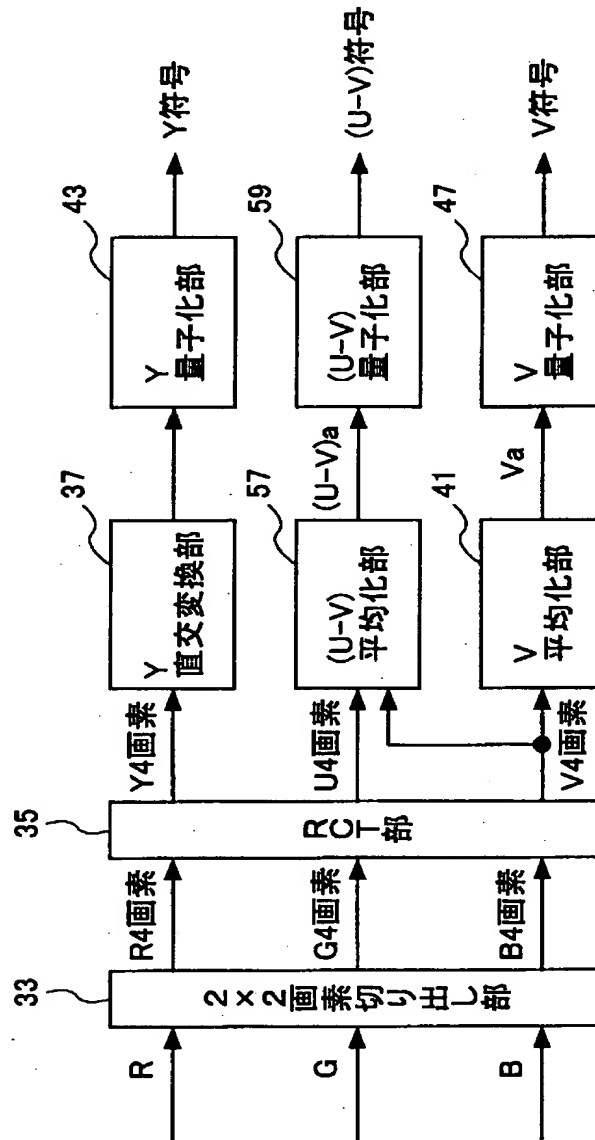 R
G
B
33
2×2画素切り出し部
R4画素
G4画素
B4画素
35
RCT部
Y4画素
U4画素
V4画素
37
Y
直交変換部
57
(U-V)
平均化部
41
V
平均化部
(U-V)a
Va
43
Y
量子化部
59
(U-V)
量子化部
47
V
量子化部
Y符号
(U-V)符号
V符号